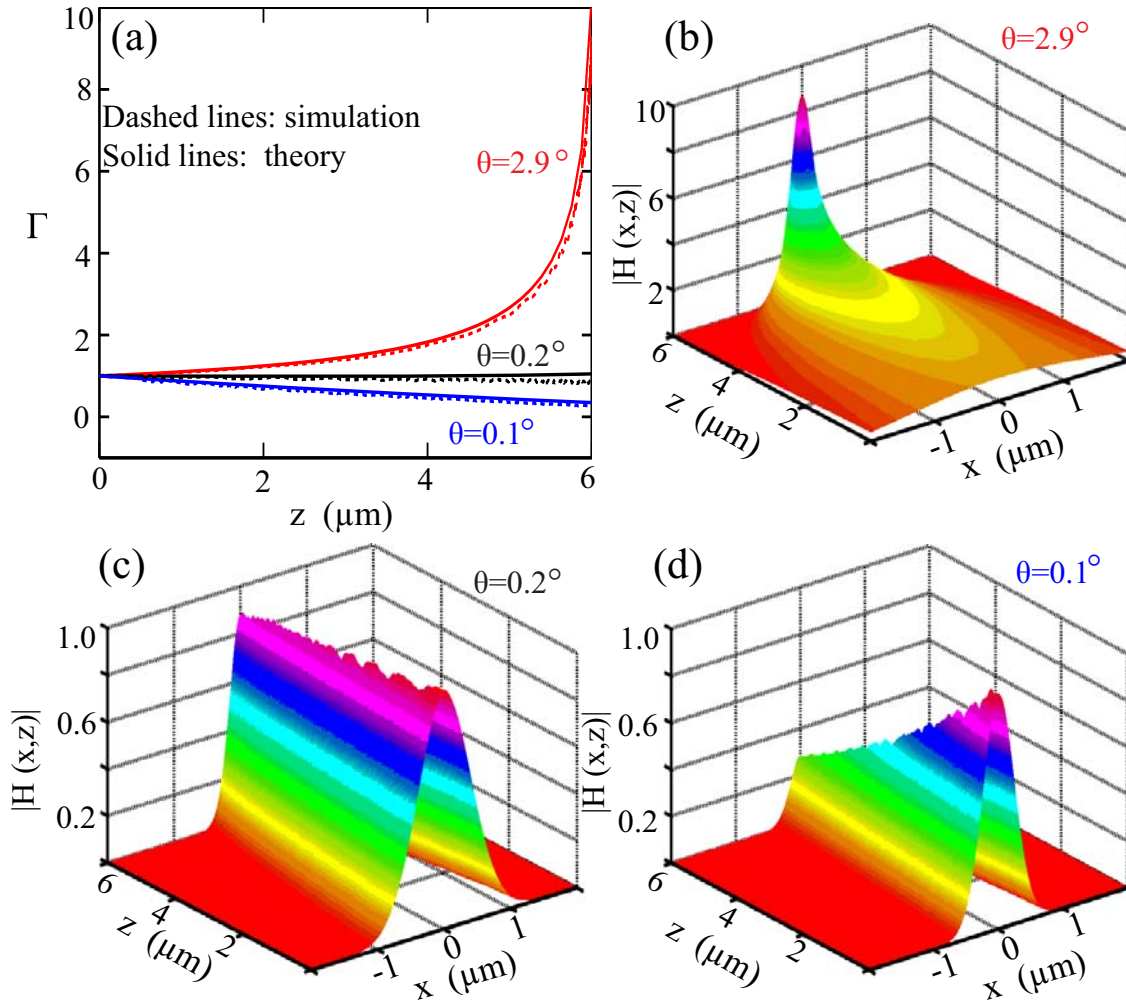 (a)
10
8
6
4
2
0
Γ
Dashed lines: simulation
Solid lines: theory
θ=2.9°
θ=0.2°
θ=0.1°
0 2 4 6
z (μm)
(b)
θ=2.9°
10
6
2
|H (x,z)|
6 4 2
z (μm)
-1 0 1
x (μm)
(c)
θ=0.2°
1.0
0.6
0.2
|H (x,z)|
6 4 2
z (μm)
-1 0 1
x (μm)
(d)
θ=0.1°
1.0
0.6
0.2
|H (x,z)|
6 4 2
z (μm)
-1 0 1
x (μm)